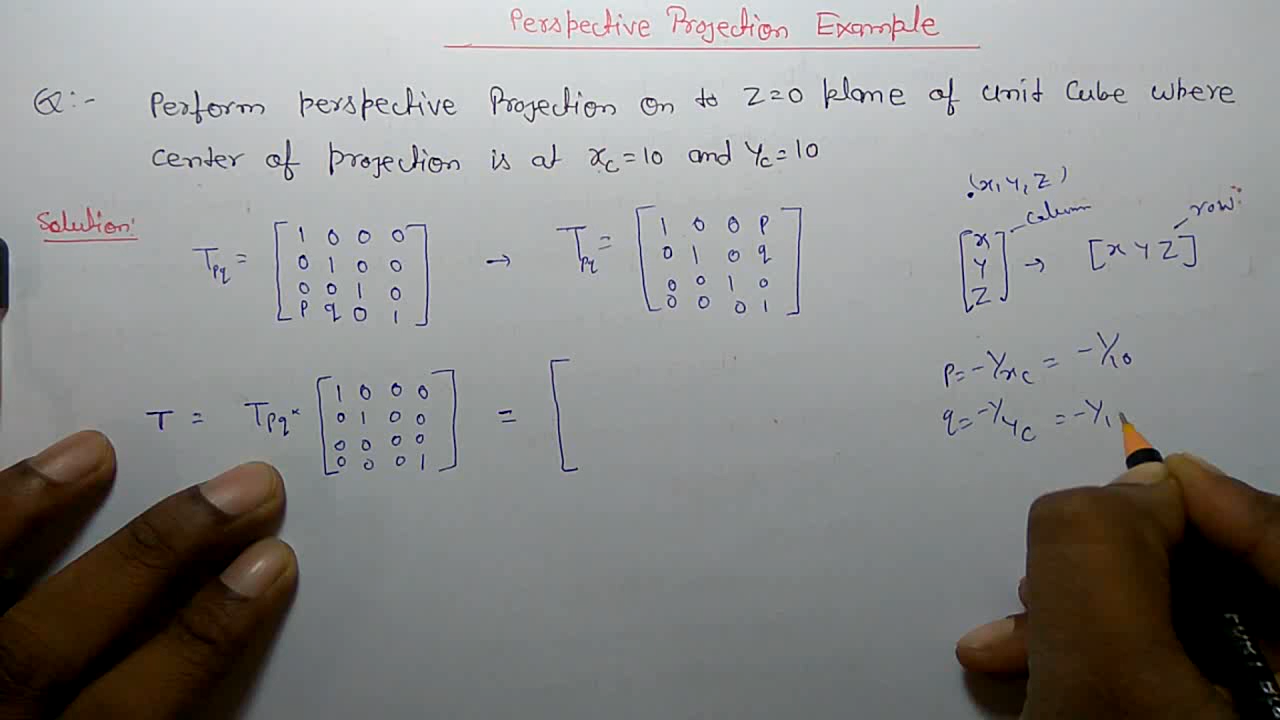 Perspective Projection Example
Q:- Perform perspective Projection on to Z=0 plane of unit Cube where
center of projection is at xc=10 and yc=10
(x, y, z)
Solution:
column
row:
Tpq = [1 0 0 0
0 1 0 0
0 0 1 0
p q 0 1]
→ Tpq = [1 0 0 p
0 1 0 q
0 0 1 0
0 0 0 1]
[x
y
z] → [x y z]
p = -1/xc = -1/10
q = -1/yc = -1/1
T = Tpq * [1 0 0 0
0 1 0 0
0 0 0 0
0 0 0 1] = [